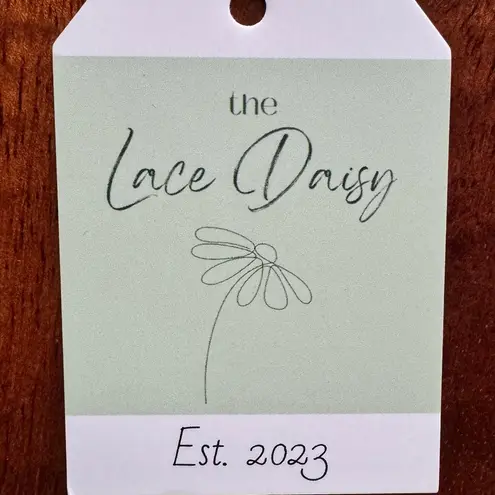 the
Lace Daisy
Est. 2023